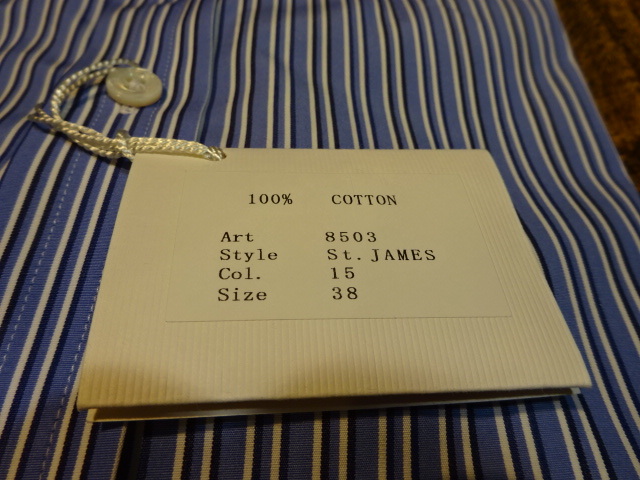 100% COTTON
Art 8503
Style St. JAMES
Col. 15
Size 38